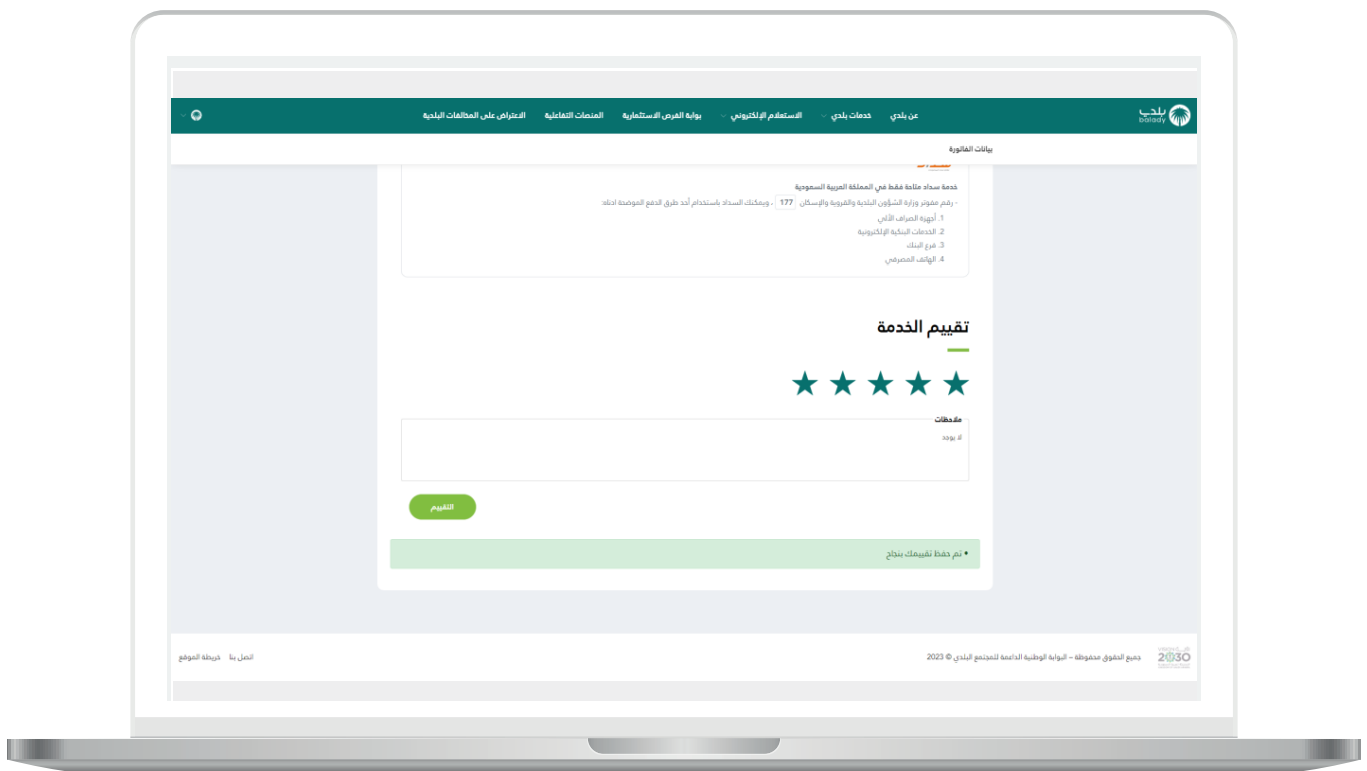 بلدي
balady
عن بلدي
خدمات بلدي
الاستعلام الإلكتروني
بوابة الفرص الاستثمارية
المنصات التفاعلية
الاعتراض على المخالفات البلدية
بيانات الفاتورة
خدمة سداد متاحة فقط في المملكة العربية السعودية
- رقم مفوتر وزارة الشؤون البلدية والقروية والإسكان 177 ، ويمكنك السداد باستخدام أحد طرق الدفع الموضحة ادناه:
1. أجهزة الصراف الآلي
2. الخدمات البنكية الإلكترونية
3. فرع البنك
4. الهاتف المصرفي
تقييم الخدمة
ملاحظات
لا يوجد
التقييم
• تم حفظ تقييمك بنجاح
2030
جميع الحقوق محفوظة – البوابة الوطنية الداعمة للمجتمع البلدي © 2023
اتصل بنا
خريطة الموقع